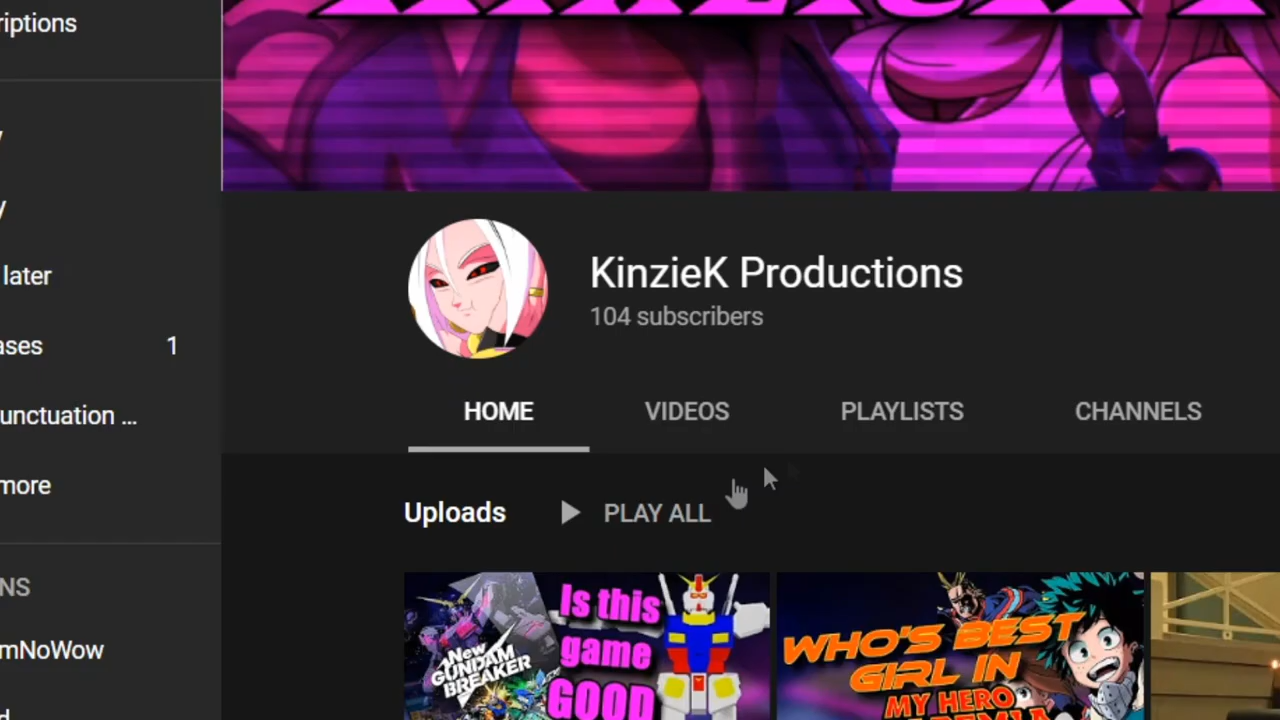 riptions
y
y
later
ases 1
unctuation ...
more
NS
mNoWow
KinzieK Productions
104 subscribers
HOME VIDEOS PLAYLISTS CHANNELS
Uploads PLAY ALL
New
GUNDAM
BREAKER
Is this
game
GOOD
WHO'S BEST
GIRL IN
MY HERO